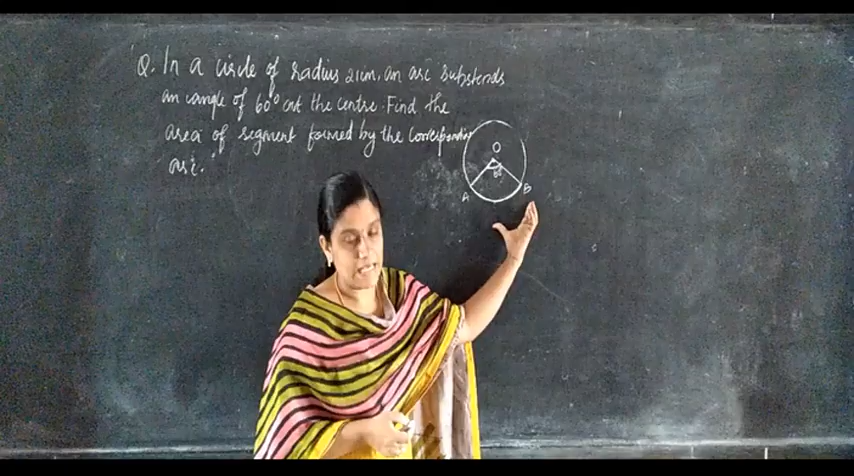 Q. In a circle of radius 21cm, an arc substends
an angle of 60° at the centre. Find the
area of segment formed by the corresponding
arc.
O
60°
A
B